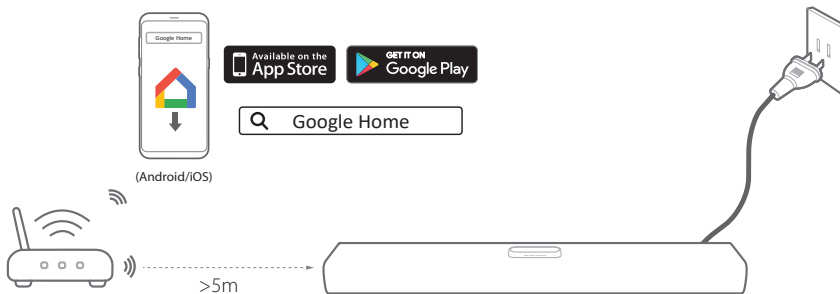 Google Home
Available on the
App Store
GET IT ON
Google Play
Google Home
(Android/iOS)
>5m